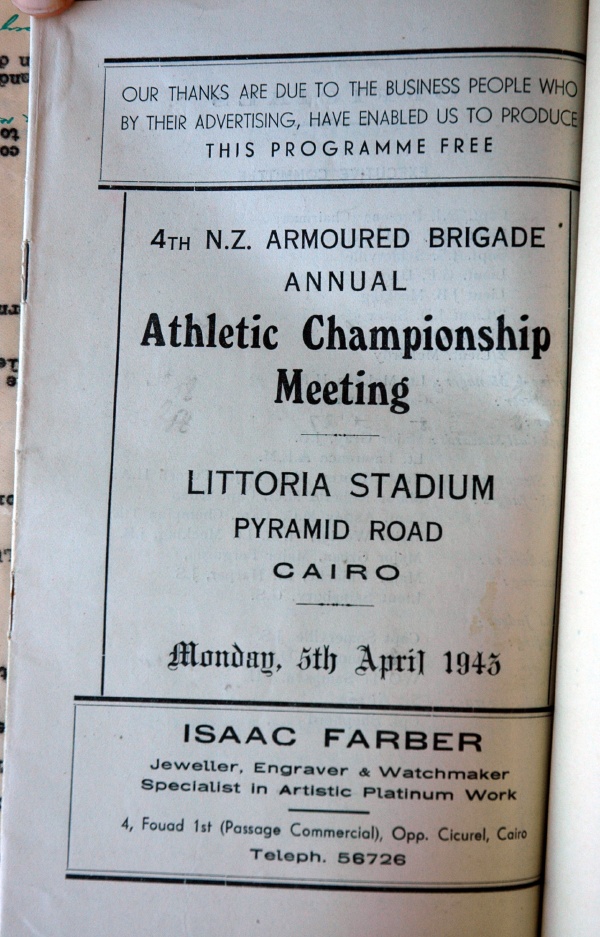 OUR THANKS ARE DUE TO THE BUSINESS PEOPLE WHO
BY THEIR ADVERTISING, HAVE ENABLED US TO PRODUCE
THIS PROGRAMME FREE
4TH N.Z. ARMOURED BRIGADE
ANNUAL
Athletic Championship
Meeting
LITTORIA STADIUM
PYRAMID ROAD
CAIRO
Monday, 5th April 1943
ISAAC FARBER
Jeweller, Engraver & Watchmaker
Specialist in Artistic Platinum Work
4, Fouad 1st (Passage Commercial), Opp. Cicurel, Cairo
Teleph. 56726